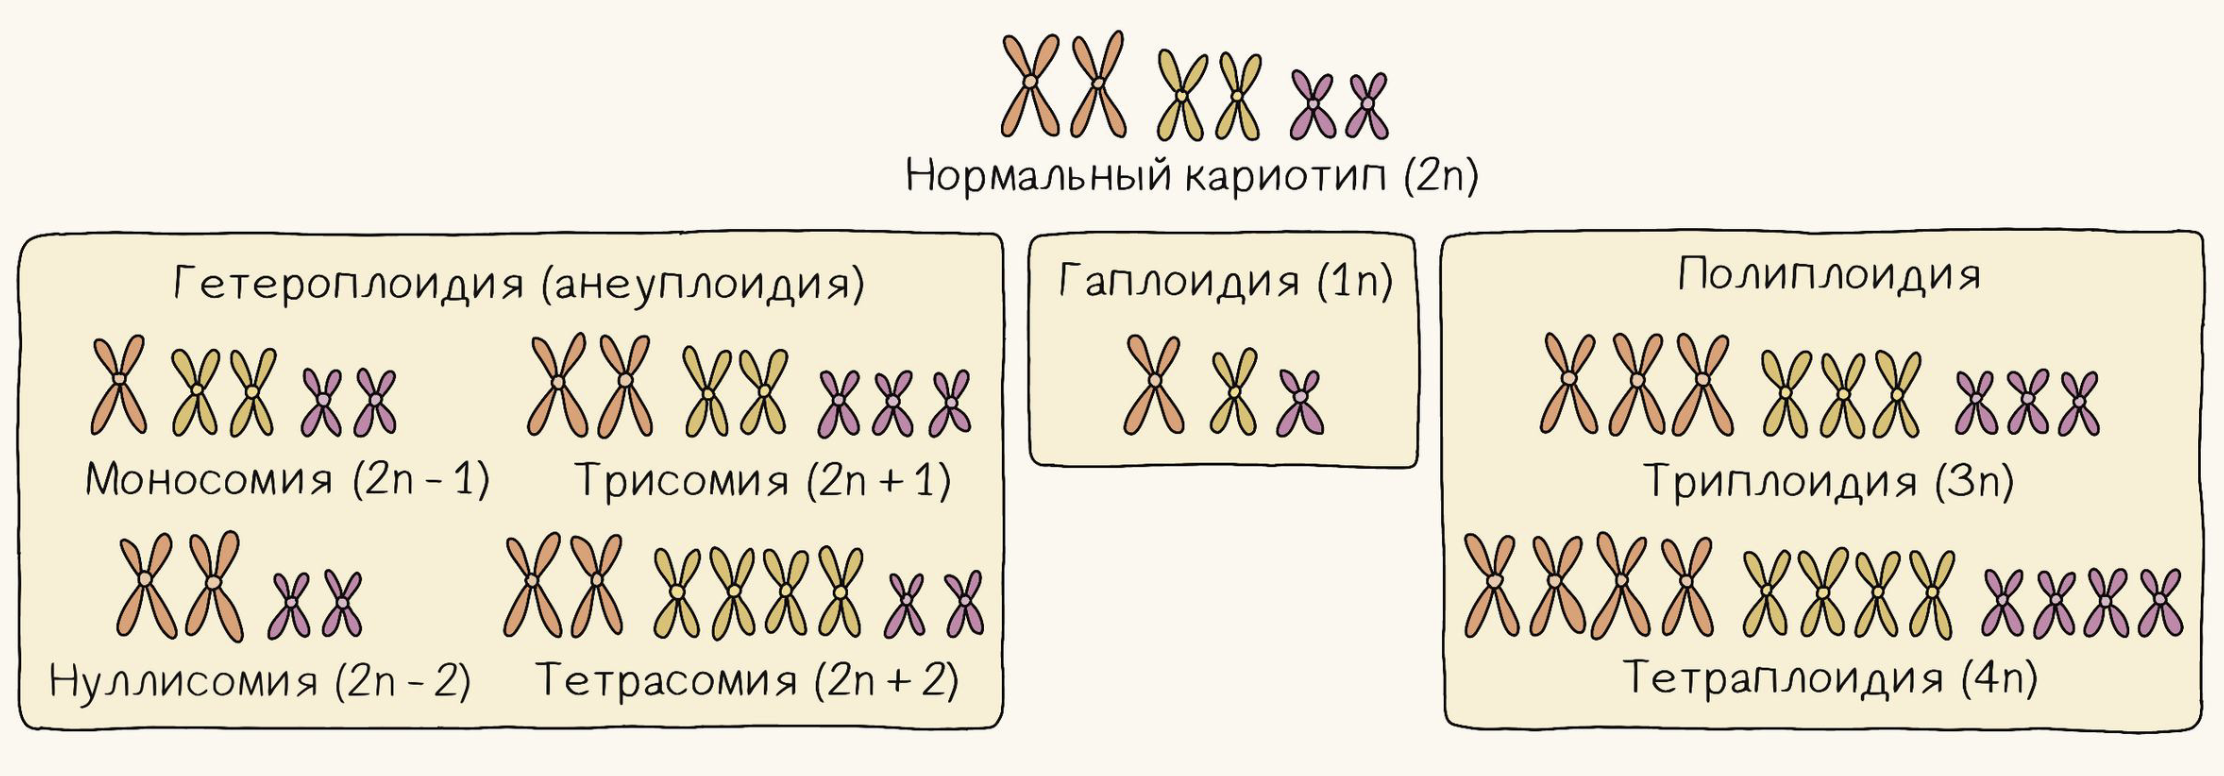 Нормальный кариотип (2n)
Гетероплоидия (анеуплоидия)
Моносомия (2n - 1)
Трисомия (2n + 1)
Нуллисомия (2n - 2)
Тетрасомия (2n + 2)
Гаплоидия (1n)
Полиплоидия
Триплоидия (3n)
Тетраплоидия (4n)